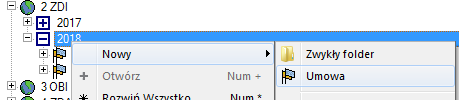 2 ZDI
2017
2018
Nowy
Zwykły folder
Otwórz Num +
Umowa
3 OBI
Rozwiń Wszystko Num *